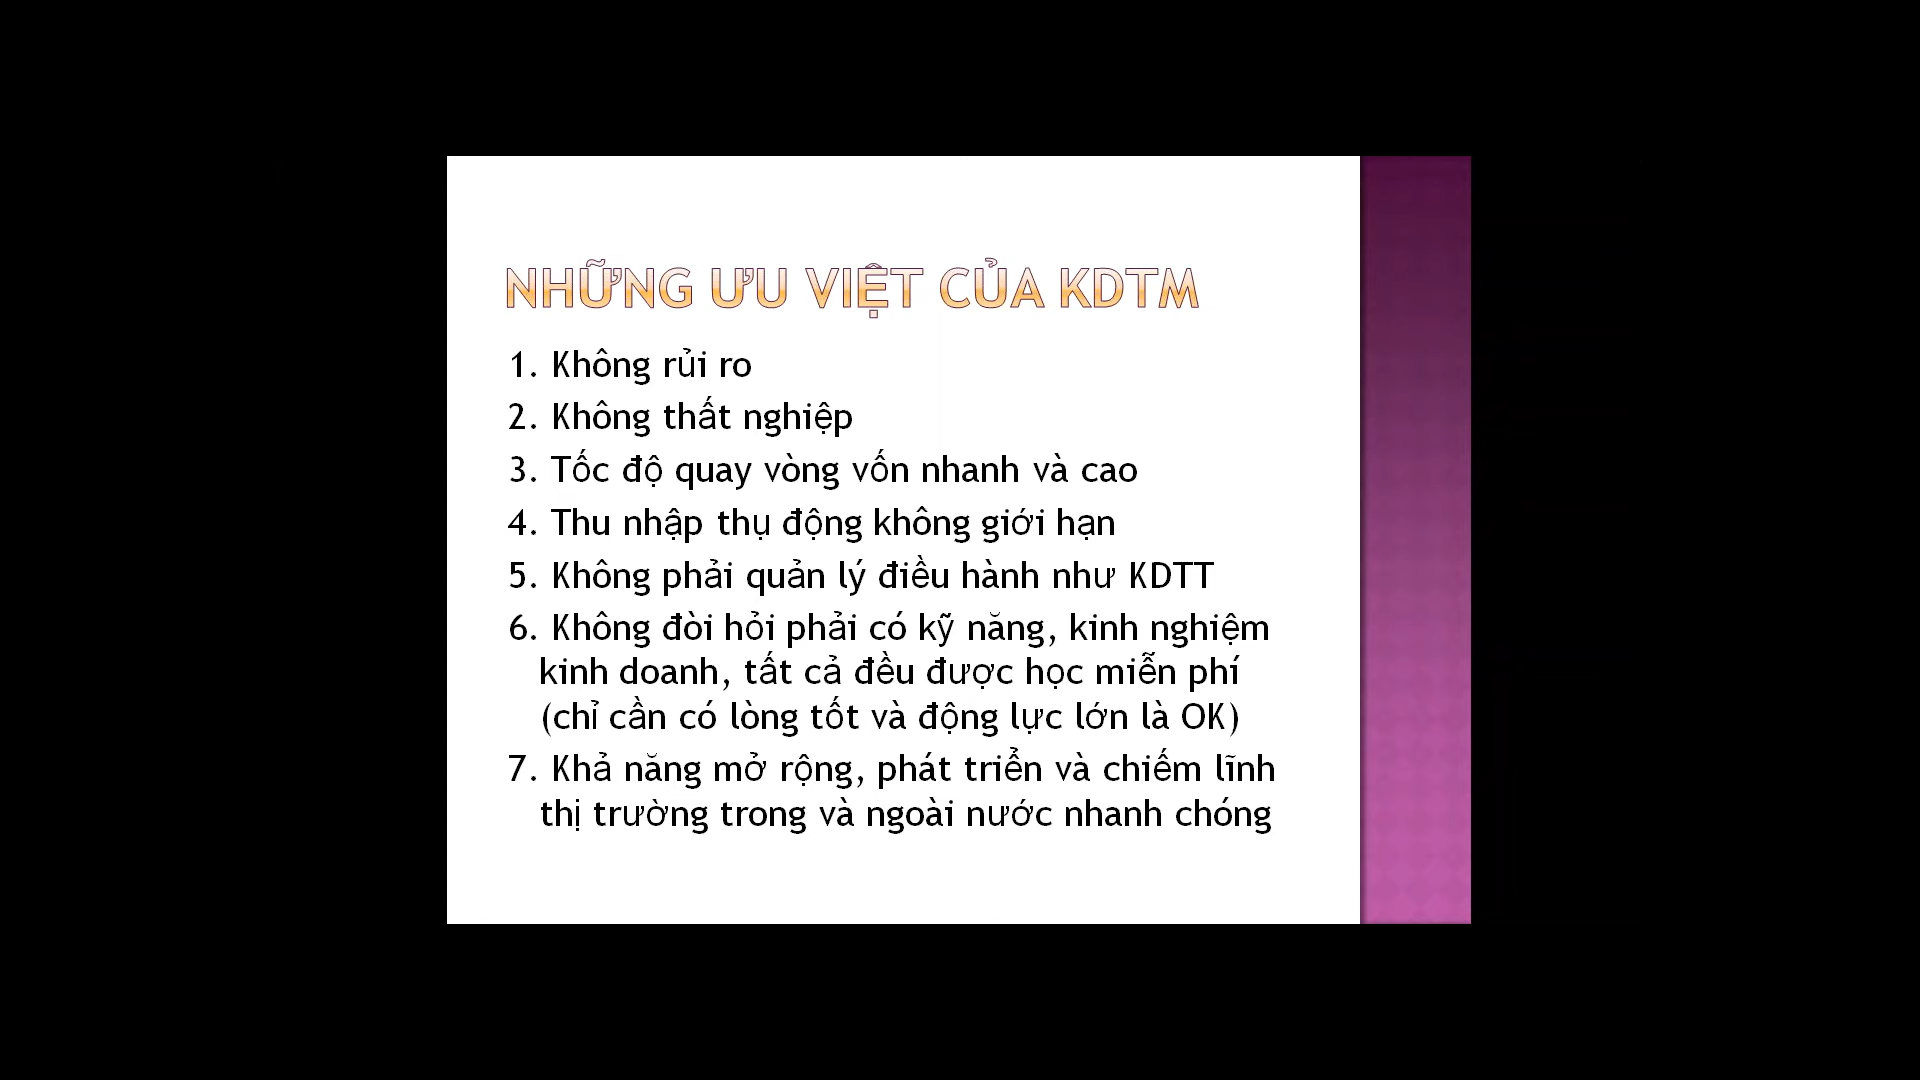 NHỮNG ƯU VIỆT CỦA KDTM
1. Không rủi ro
2. Không thất nghiệp
3. Tốc độ quay vòng vốn nhanh và cao
4. Thu nhập thụ động không giới hạn
5. Không phải quản lý điều hành như KDTT
6. Không đòi hỏi phải có kỹ năng, kinh nghiệm
kinh doanh, tất cả đều được học miễn phí
(chỉ cần có lòng tốt và động lực lớn là OK)
7. Khả năng mở rộng, phát triển và chiếm lĩnh
thị trường trong và ngoài nước nhanh chóng